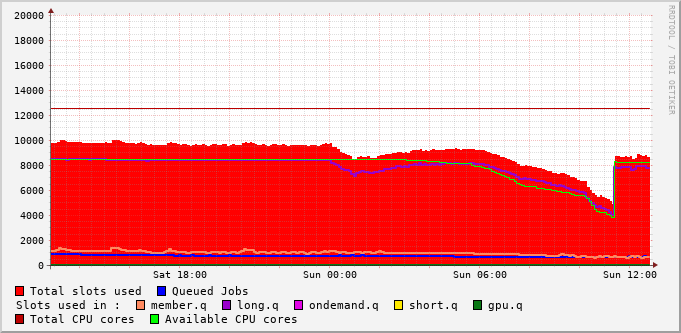 20000
18000
16000
14000
12000
10000
8000
6000
4000
2000
0
Sat 18:00 Sun 00:00 Sun 06:00 Sun 12:00
RRDTOOL / TOBI OETIKER
Total slots used Queued Jobs
Slots used in : member.q long.q ondemand.q short.q gpu.q
Total CPU cores Available CPU cores